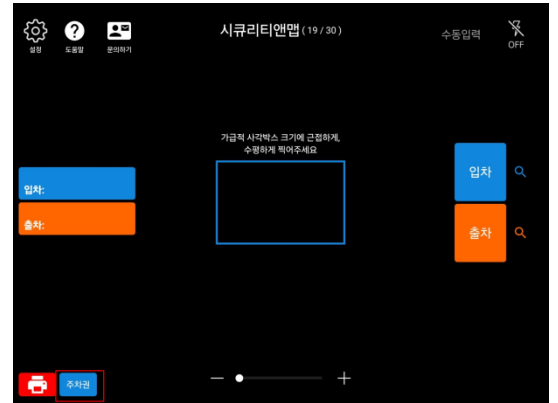 시큐리티앤맵 (19 / 30)
수동입력
OFF
설정
도움말
문의하기
가급적 사각박스 크기에 근접하게,
수평하게 찍어주세요
입차:
출차:
입차
출차
주차권